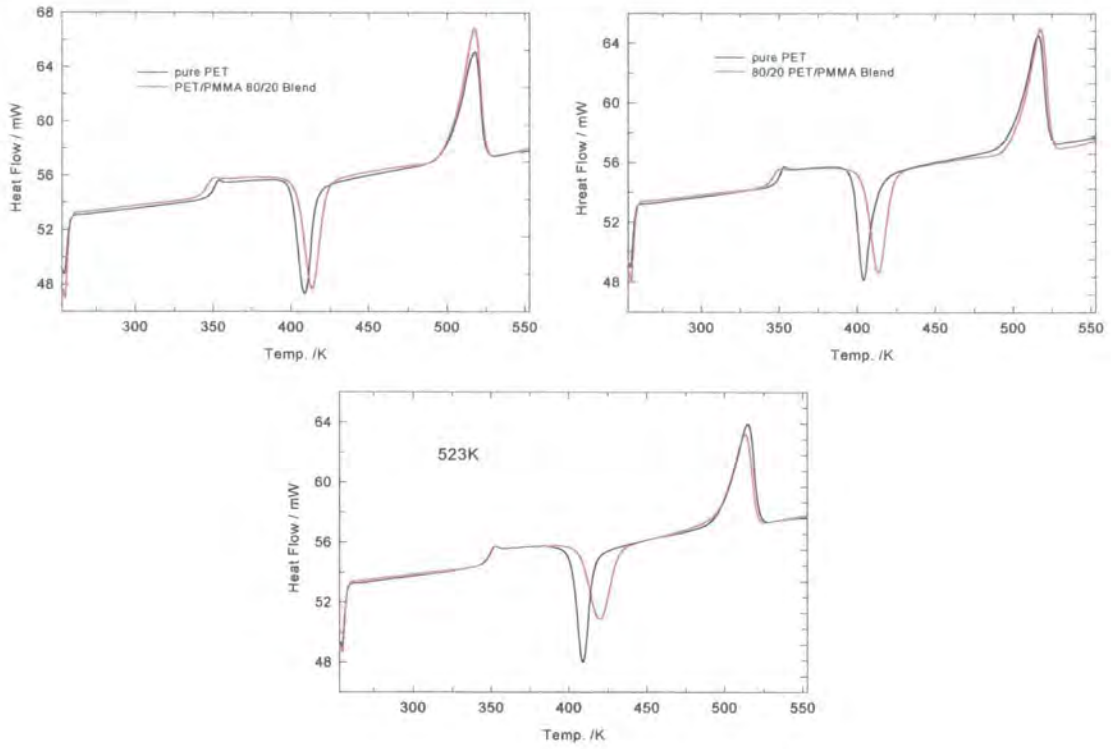 68
64
60
56
52
48
Heat Flow / mW
pure PET
PET/PMMA 80/20 Blend
300 350 400 450 500 550
Temp. /K
64
60
56
52
48
Hreat Flow / mW
pure PET
80/20 PET/PMMA Blend
300 350 400 450 500 550
Temp. /K
64
60
56
52
48
Heat Flow / mW
523K
300 350 400 450 500 550
Temp. /K